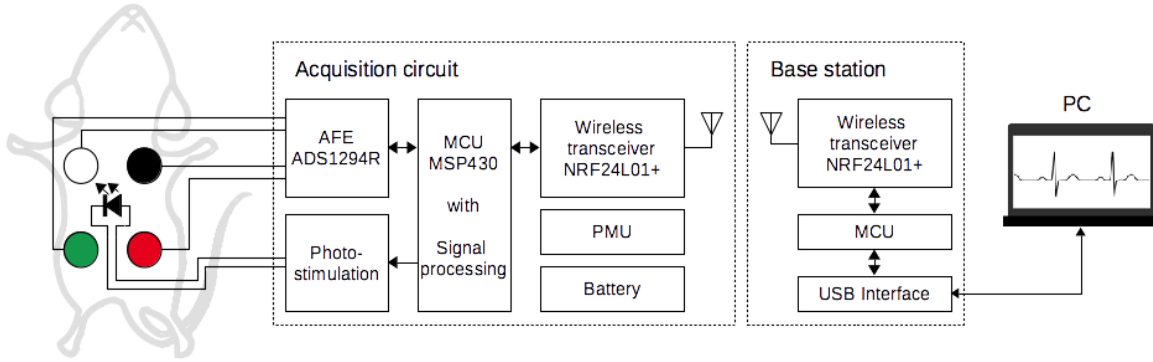 Acquisition circuit
AFE
ADS1294R
MCU
MSP430
with
Signal
processing
Wireless
transceiver
NRF24L01+
Photo-
stimulation
PMU
Battery
Base station
Wireless
transceiver
NRF24L01+
MCU
USB Interface
PC